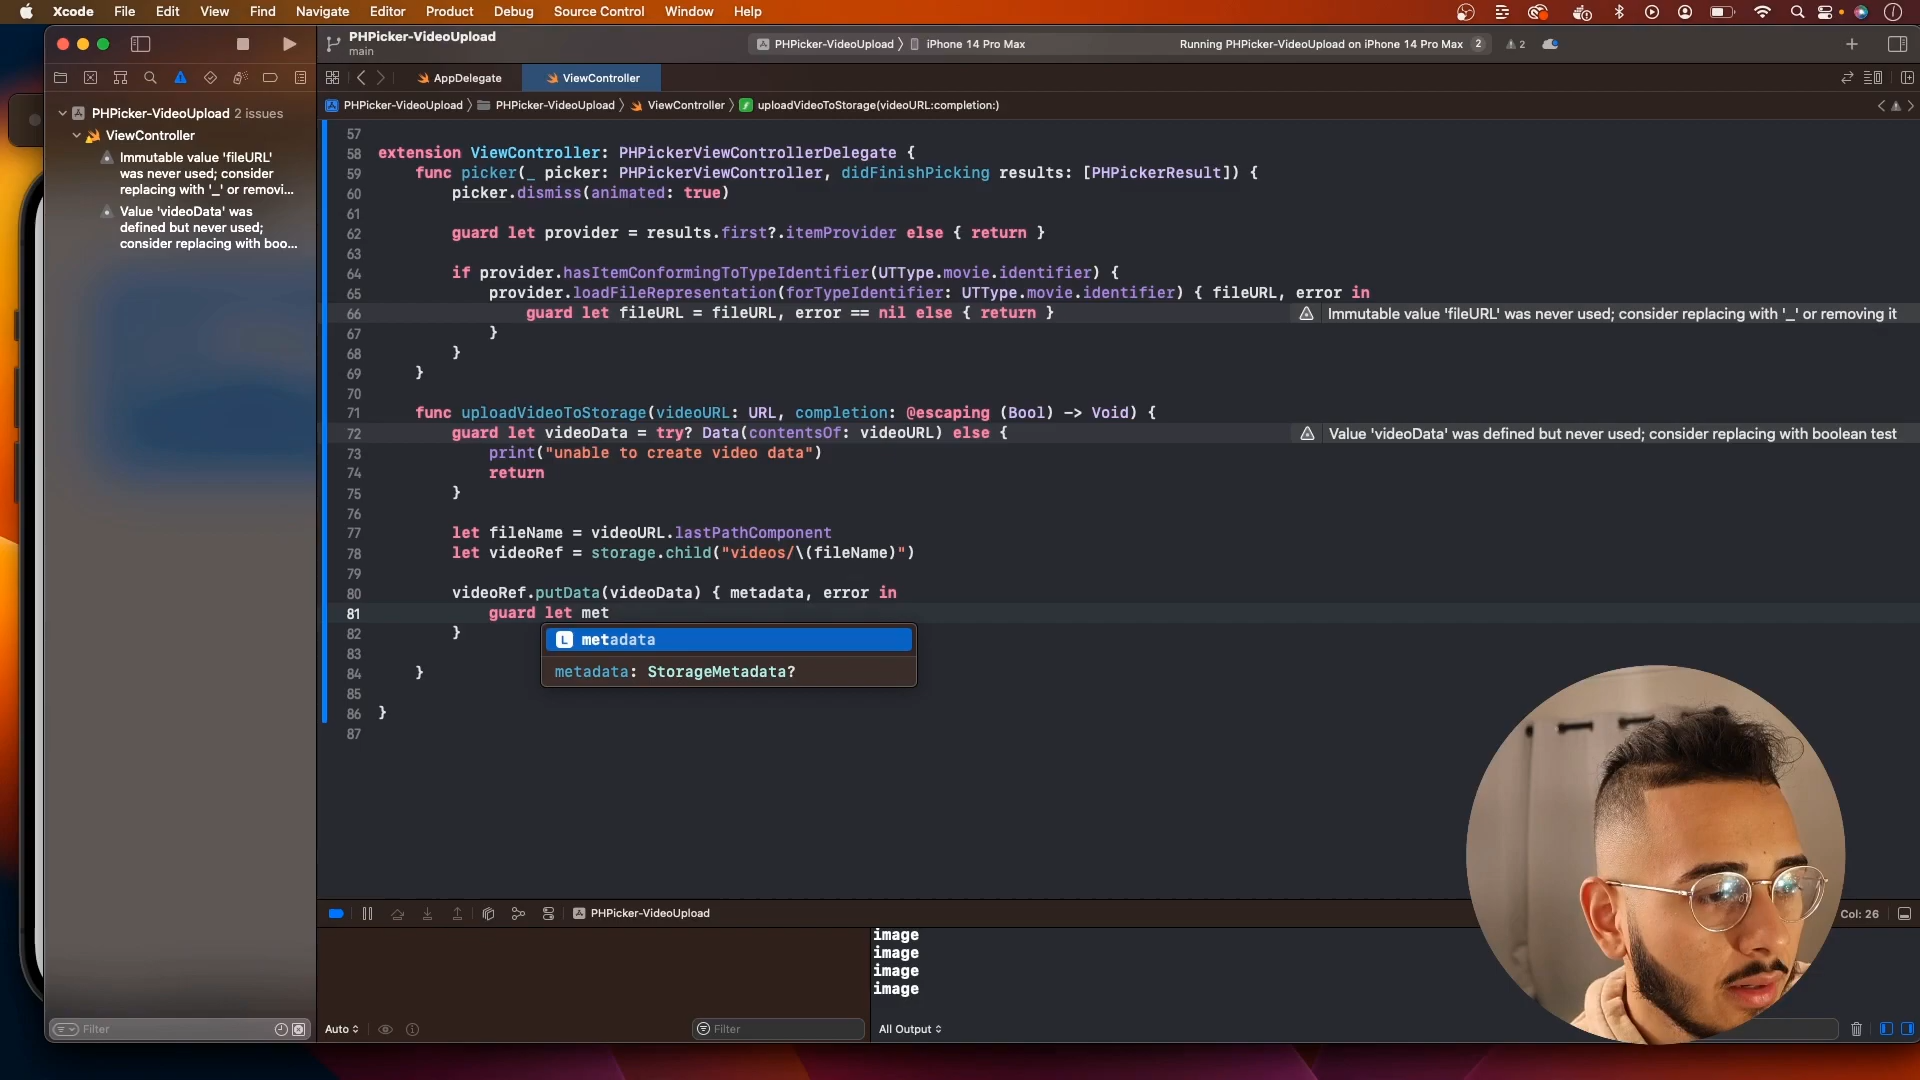 Xcode File Edit View Find Navigate Editor Product Debug Source Control Window Help
PHPicker-VideoUpload
main
PHPicker-VideoUpload iPhone 14 Pro Max
Running PHPicker-VideoUpload on iPhone 14 Pro Max 2 2
AppDelegate ViewController
PHPicker-VideoUpload PHPicker-VideoUpload ViewController uploadVideoToStorage(videoURL:completion:)
PHPicker-VideoUpload 2 issues
ViewController
Immutable value 'fileURL'
was never used; consider
replacing with '_' or removi...
Value 'videoData' was
defined but never used;
consider replacing with boo...
Filter
57
58 extension ViewController: PHPickerViewControllerDelegate {
59 func picker(_ picker: PHPickerViewController, didFinishPicking results: [PHPickerResult]) {
60 picker.dismiss(animated: true)
61
62 guard let provider = results.first?.itemProvider else { return }
63
64 if provider.hasItemConformingToTypeIdentifier(UTType.movie.identifier) {
65 provider.loadFileRepresentation(forTypeIdentifier: UTType.movie.identifier) { fileURL, error in
66 guard let fileURL = fileURL, error == nil else { return } Immutable value 'fileURL' was never used; consider replacing with '_' or removing it
67 }
68 }
69 }
70
71 func uploadVideoToStorage(videoURL: URL, completion: @escaping (Bool) -> Void) {
72 guard let videoData = try? Data(contentsOf: videoURL) else { Value 'videoData' was defined but never used; consider replacing with boolean test
73 print("unable to create video data")
74 return
75 }
76
77 let fileName = videoURL.lastPathComponent
78 let videoRef = storage.child("videos/\(fileName)")
79
80 videoRef.putData(videoData) { metadata, error in
81 guard let met
82 }
L metadata
83
metadata: StorageMetadata?
84 }
85
86 }
87
PHPicker-VideoUpload
Col: 26
image
image
image
image
Auto
Filter
All Output